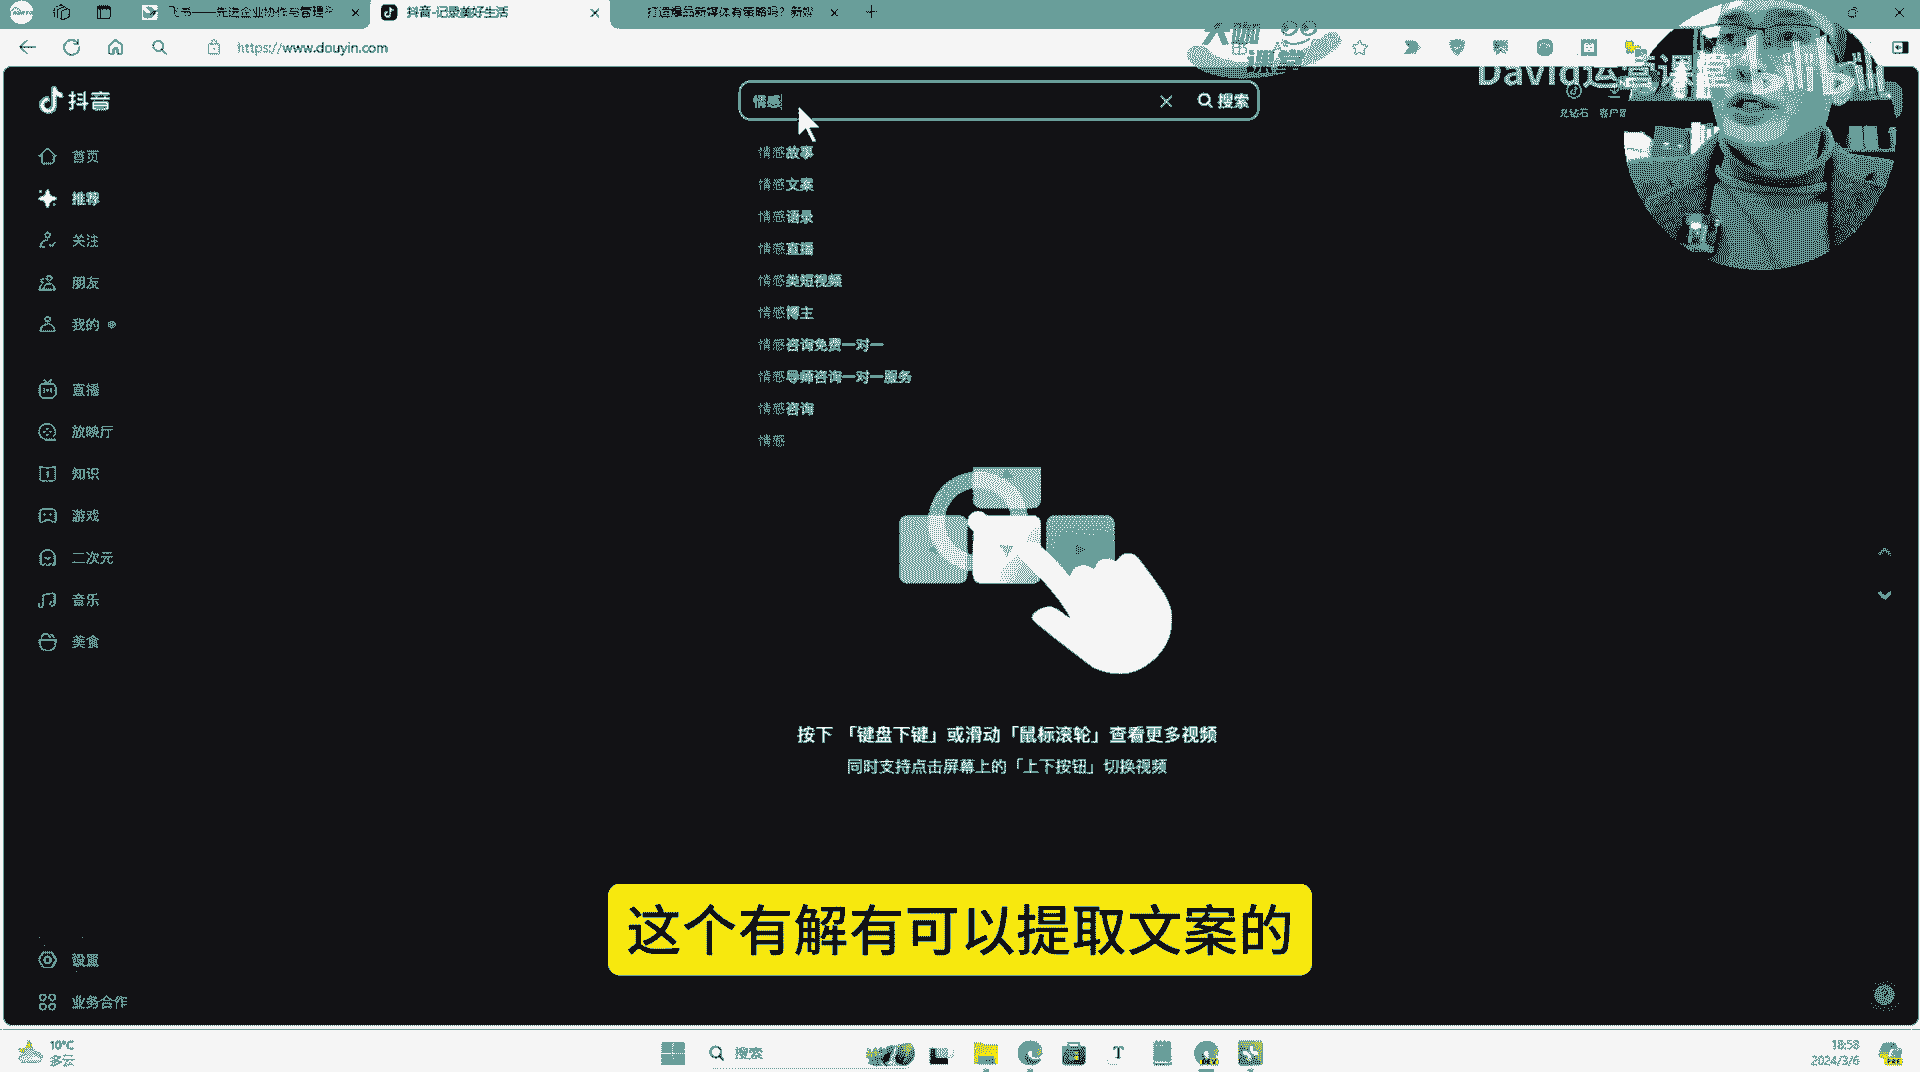 飞书——先进企业协作与管理平
抖音-记录美好生活
打造爆品新媒体有策略吗？新媒
https://www.douyin.com
大咖课堂
David运营课堂
抖音
情感
搜索
充钻石
客户端
首页
推荐
关注
朋友
我的
直播
放映厅
知识
游戏
二次元
音乐
美食
设置
业务合作
情感故事
情感文案
情感语录
情感直播
情感类短视频
情感博主
情感咨询免费一对一
情感导师咨询一对一服务
情感咨询
情感
按下「键盘下键」或滑动「鼠标滚轮」查看更多视频
同时支持点击屏幕上的「上下按钮」切换视频
这个有解有可以提取文案的
10°C
多云
搜索
18:58
2024/3/6